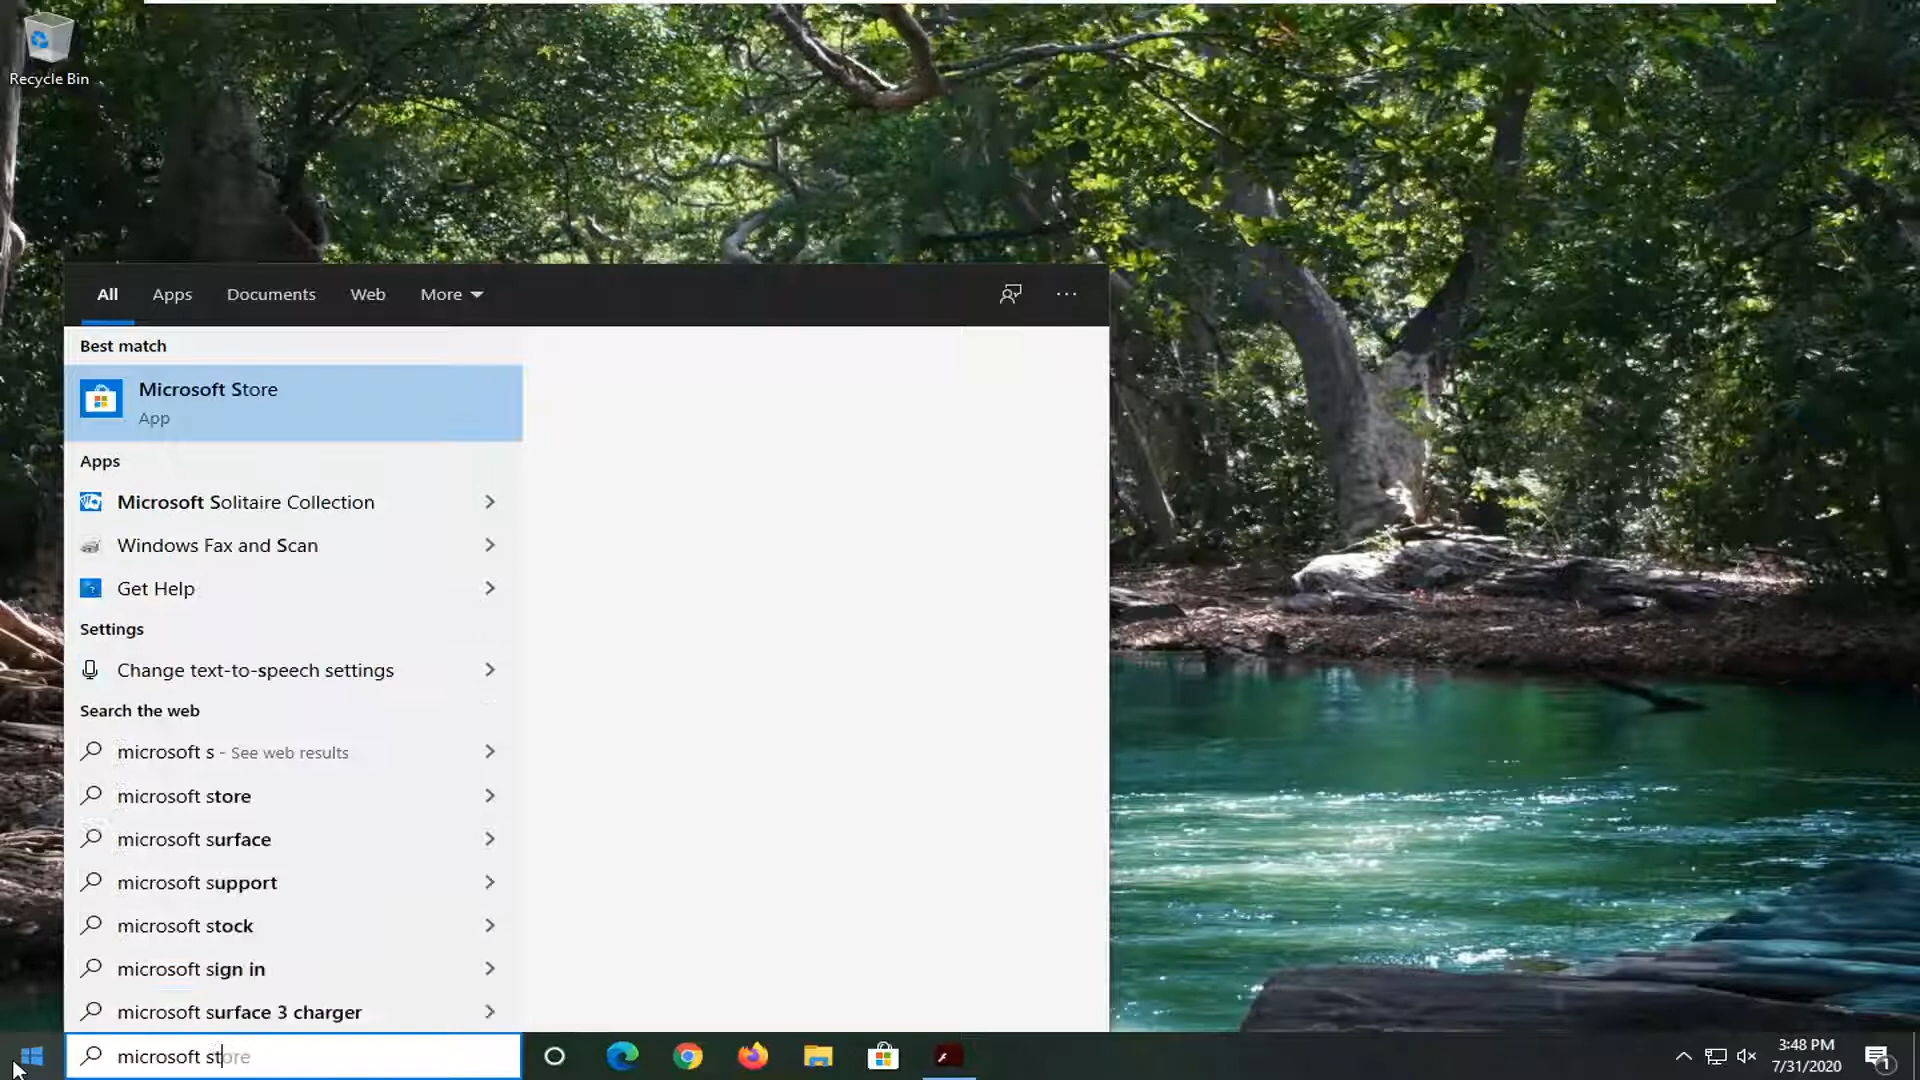 Recycle Bin
All Apps Documents Web More
Best match
Microsoft Store
App
Apps
Microsoft Solitaire Collection
Windows Fax and Scan
Get Help
Settings
Change text-to-speech settings
Search the web
microsoft s - See web results
microsoft store
microsoft surface
microsoft support
microsoft stock
microsoft sign in
microsoft surface 3 charger
microsoft store
3:48 PM
7/31/2020
1